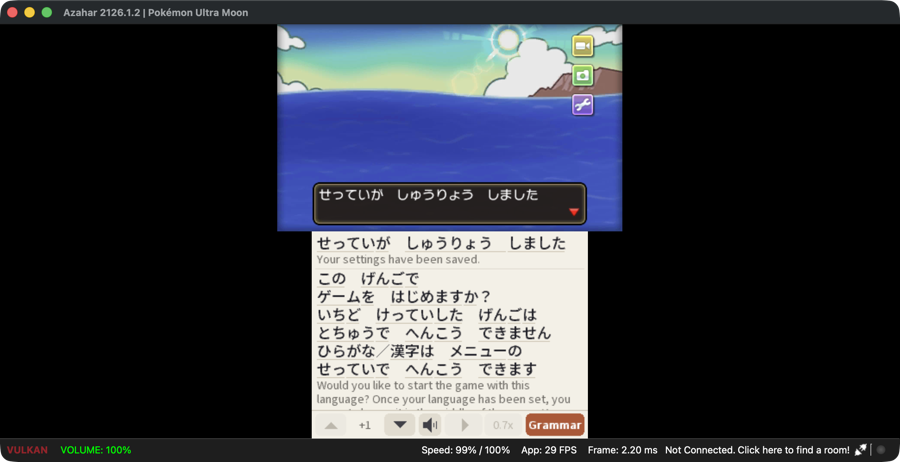 Azahar 2126.1.2 | Pokémon Ultra Moon
せっていが　しゅうりょう　しました
せっていが　しゅうりょう　しました
Your settings have been saved.
この　げんごで
ゲームを　はじめますか？
いちど　けっていした　げんごは
とちゅうで　へんこう　できません
ひらがな／漢字は　メニューの
せっていで　へんこう　できます
Would you like to start the game with this
language? Once your language has been set, you
+1
0.7x
Grammar
VULKAN
VOLUME: 100%
Speed: 99% / 100%
App: 29 FPS
Frame: 2.20 ms
Not Connected. Click here to find a room!